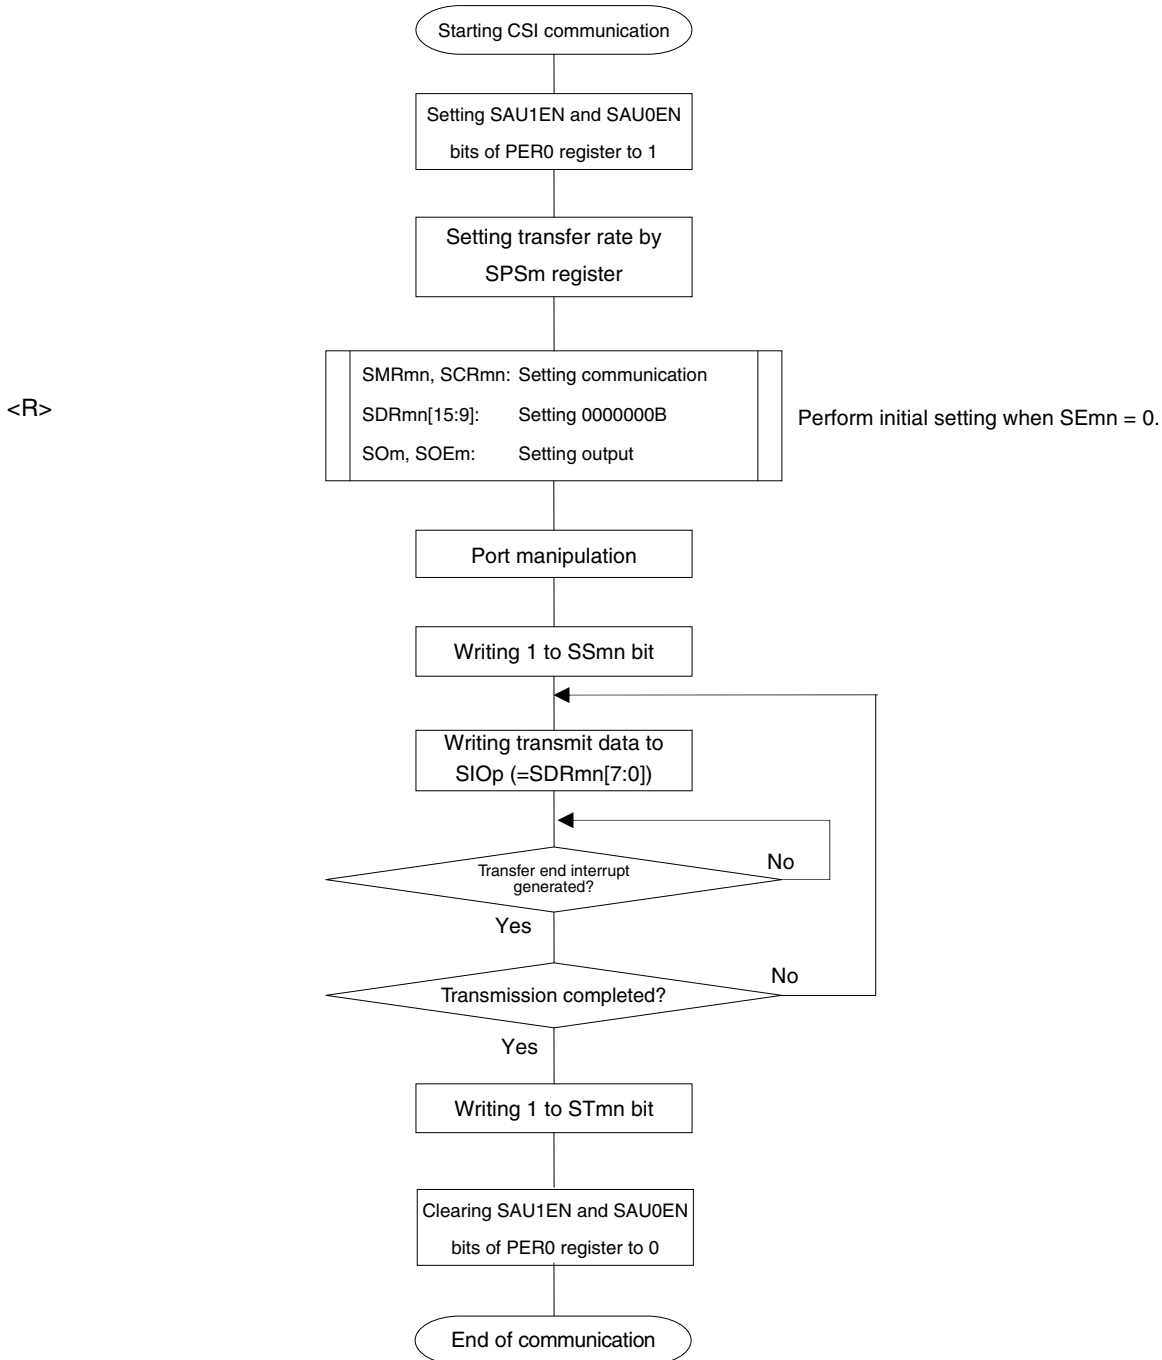 Starting CSI communication
Setting SAU1EN and SAU0EN
bits of PER0 register to 1
Setting transfer rate by
SPSm register
<R>
SMRmn, SCRmn: Setting communication
SDRmn[15:9]: Setting 0000000B
SOm, SOEm: Setting output
Perform initial setting when SEmn = 0.
Port manipulation
Writing 1 to SSmn bit
Writing transmit data to
SIOp (=SDRmn[7:0])
Transfer end interrupt
generated?
No
Yes
Transmission completed?
No
Yes
Writing 1 to STmn bit
Clearing SAU1EN and SAU0EN
bits of PER0 register to 0
End of communication